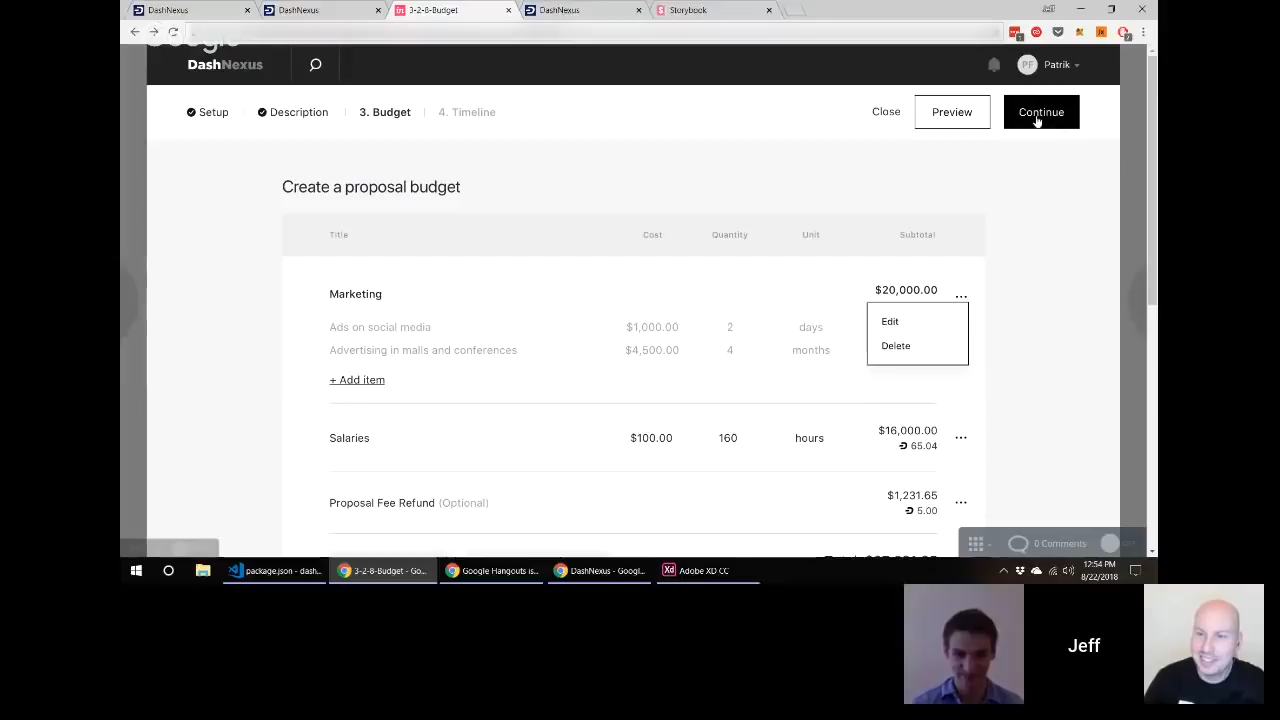 DashNexus
DashNexus
3-2-8-Budget
DashNexus
Storybook
Jeff
Google
DashNexus
PF
Patrik
Setup
Description
3. Budget
4. Timeline
Close
Preview
Continue
Create a proposal budget
Title Cost Quantity Unit Subtotal
Marketing $20,000.00 ...
Edit
Ads on social media $1,000.00 2 days
Delete
Advertising in malls and conferences $4,500.00 4 months
+ Add item
Salaries $100.00 160 hours $16,000.00 ...
65.04
Proposal Fee Refund (Optional) $1,231.65 ...
5.00
0 Comments
package.json - dash...
3-2-8-Budget - Go...
Google Hangouts is...
DashNexus - Googl...
Xd
Adobe XD CC
12:54 PM
8/22/2018
Jeff